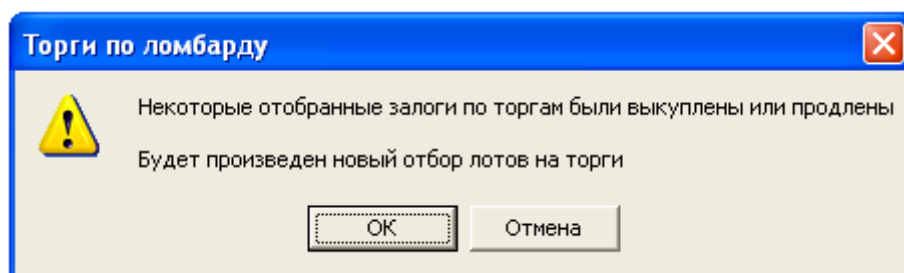 Торги по ломбарду
Некоторые отобранные залоги по торгам были выкуплены или продлены
Будет произведен новый отбор лотов на торги
ОК
Отмена